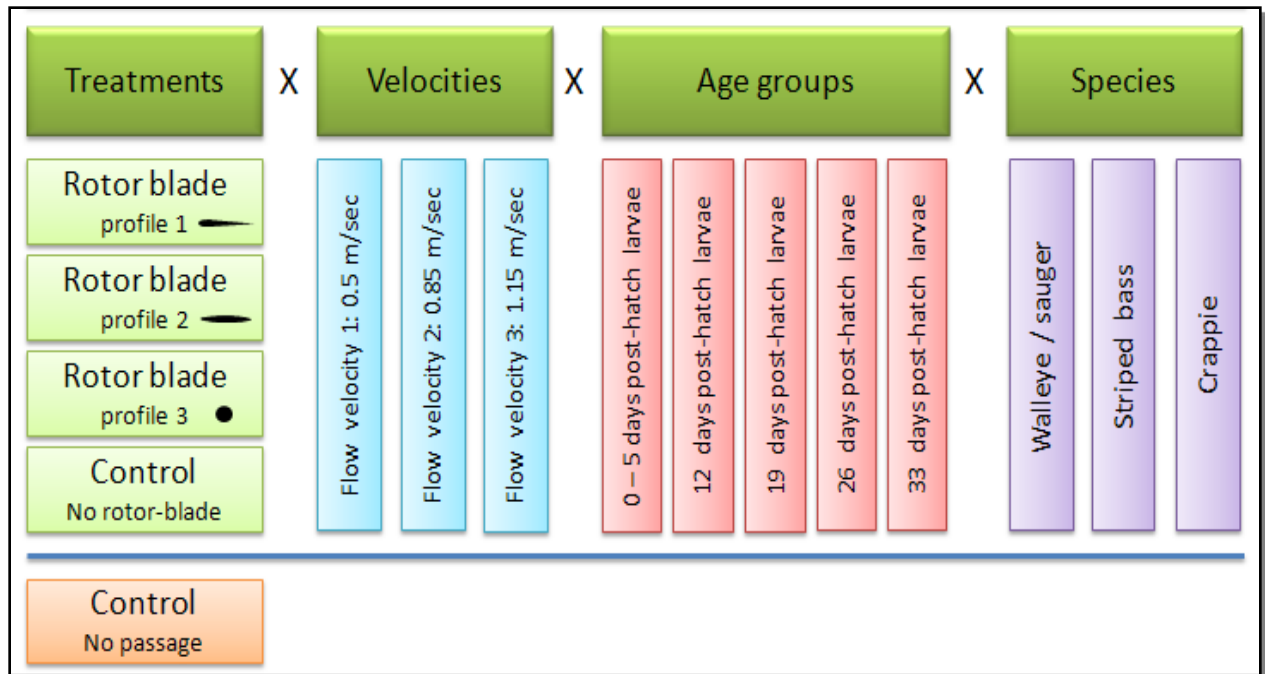 Treatments X Velocities X Age groups X Species
Rotor blade
profile 1
Rotor blade
profile 2
Rotor blade
profile 3
Control
No rotor-blade
Flow velocity 1: 0.5 m/sec
Flow velocity 2: 0.85 m/sec
Flow velocity 3: 1.15 m/sec
0 – 5 days post-hatch larvae
12 days post-hatch larvae
19 days post-hatch larvae
26 days post-hatch larvae
33 days post-hatch larvae
Walleye / sauger
Striped bass
Crappie
Control
No passage